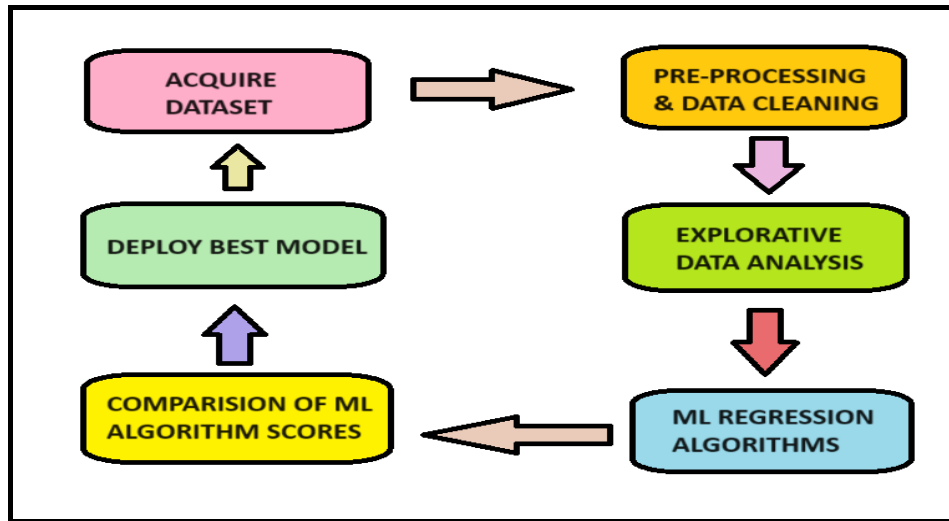 ACQUIRE
DATASET
PRE-PROCESSING
& DATA CLEANING
EXPLORATIVE
DATA ANALYSIS
ML REGRESSION
ALGORITHMS
COMPARISION OF ML
ALGORITHM SCORES
DEPLOY BEST MODEL